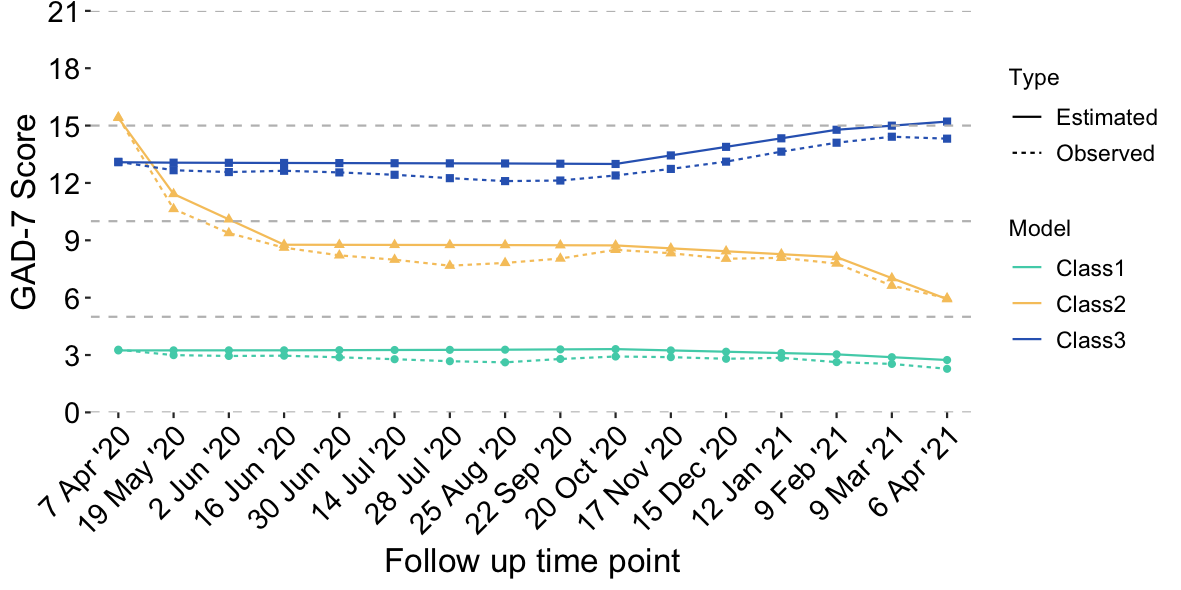 21
18
15
12
9
6
3
0
GAD-7 Score
7 Apr '20
19 May '20
2 Jun '20
16 Jun '20
30 Jun '20
14 Jul '20
28 Jul '20
25 Aug '20
22 Sep '20
20 Oct '20
17 Nov '20
15 Dec '20
12 Jan '21
9 Feb '21
9 Mar '21
6 Apr '21
Follow up time point
Type
Estimated
Observed
Model
Class1
Class2
Class3